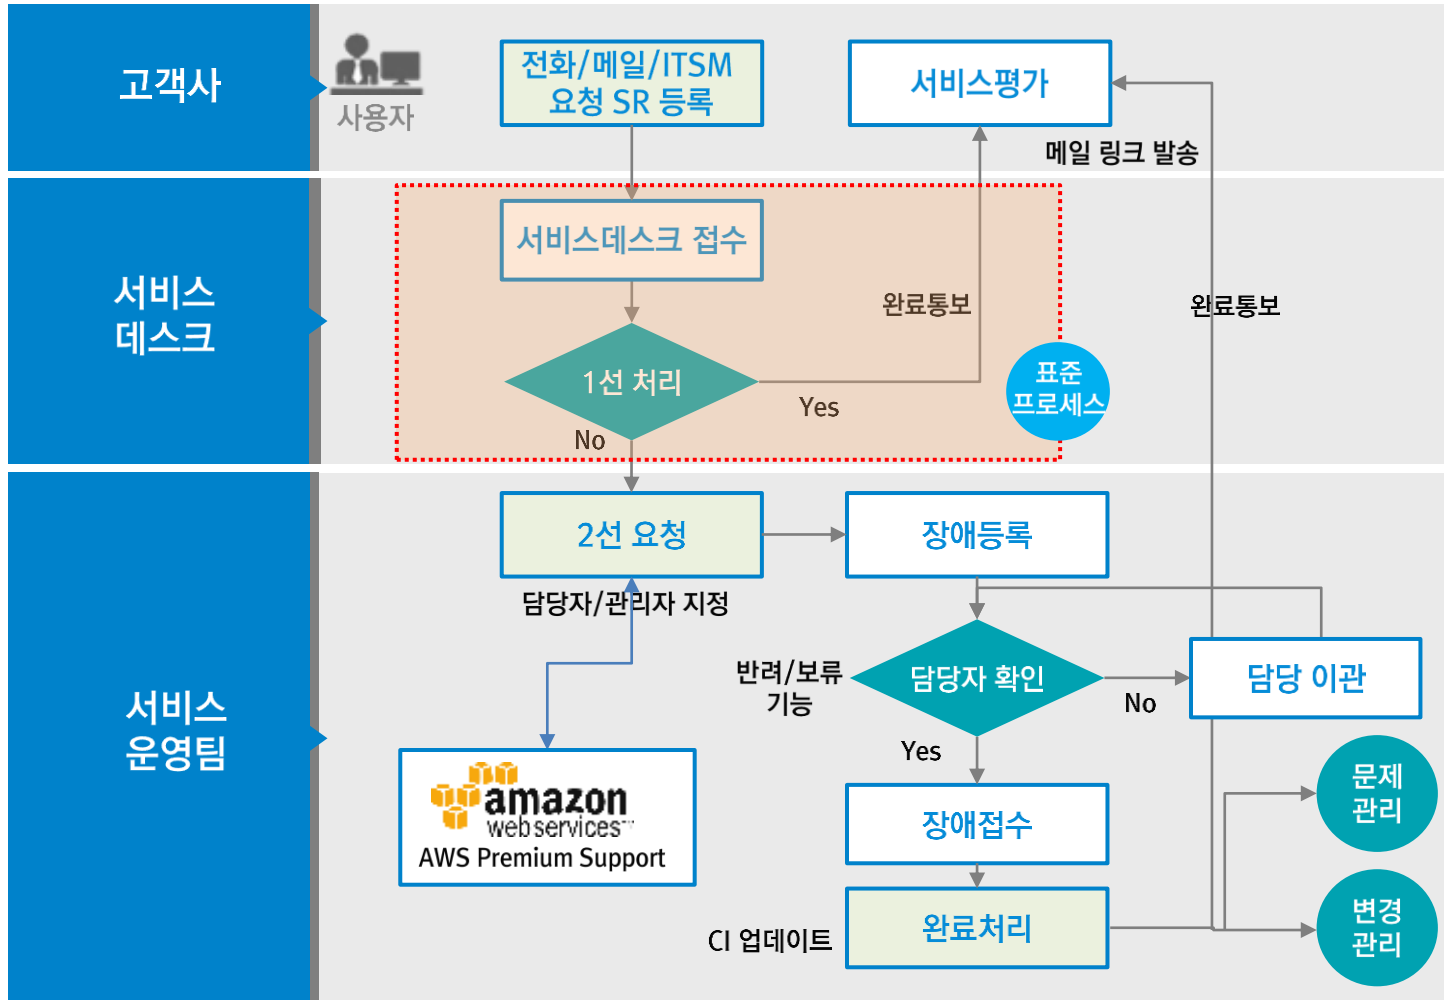 고객사
사용자
전화/메일/ITSM
요청 SR 등록
서비스평가
메일 링크 발송
서비스
데스크
서비스데스크 접수
완료통보
완료통보
1선 처리
표준
프로세스
Yes
No
서비스
운영팀
2선 요청
장애등록
담당자/관리자 지정
반려/보류
기능
담당자 확인
담당 이관
No
Yes
amazon
webservices™
AWS Premium Support
장애접수
문제
관리
CI 업데이트
완료처리
변경
관리